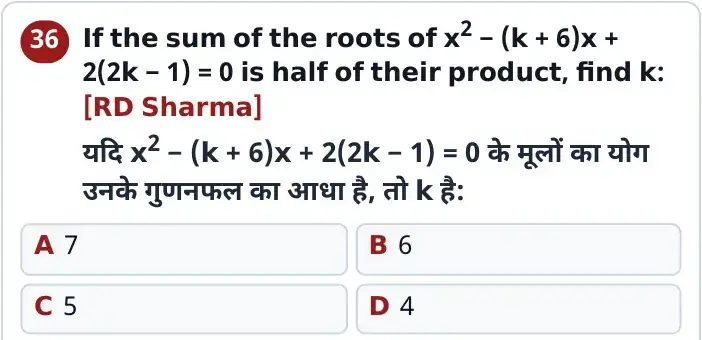 36 If the sum of the roots of x² − (k + 6)x +
2(2k − 1) = 0 is half of their product, find k:
[RD Sharma]
यदि x² − (k + 6)x + 2(2k − 1) = 0 के मूलों का योग
उनके गुणनफल का आधा है, तो k है:
A 7
B 6
C 5
D 4